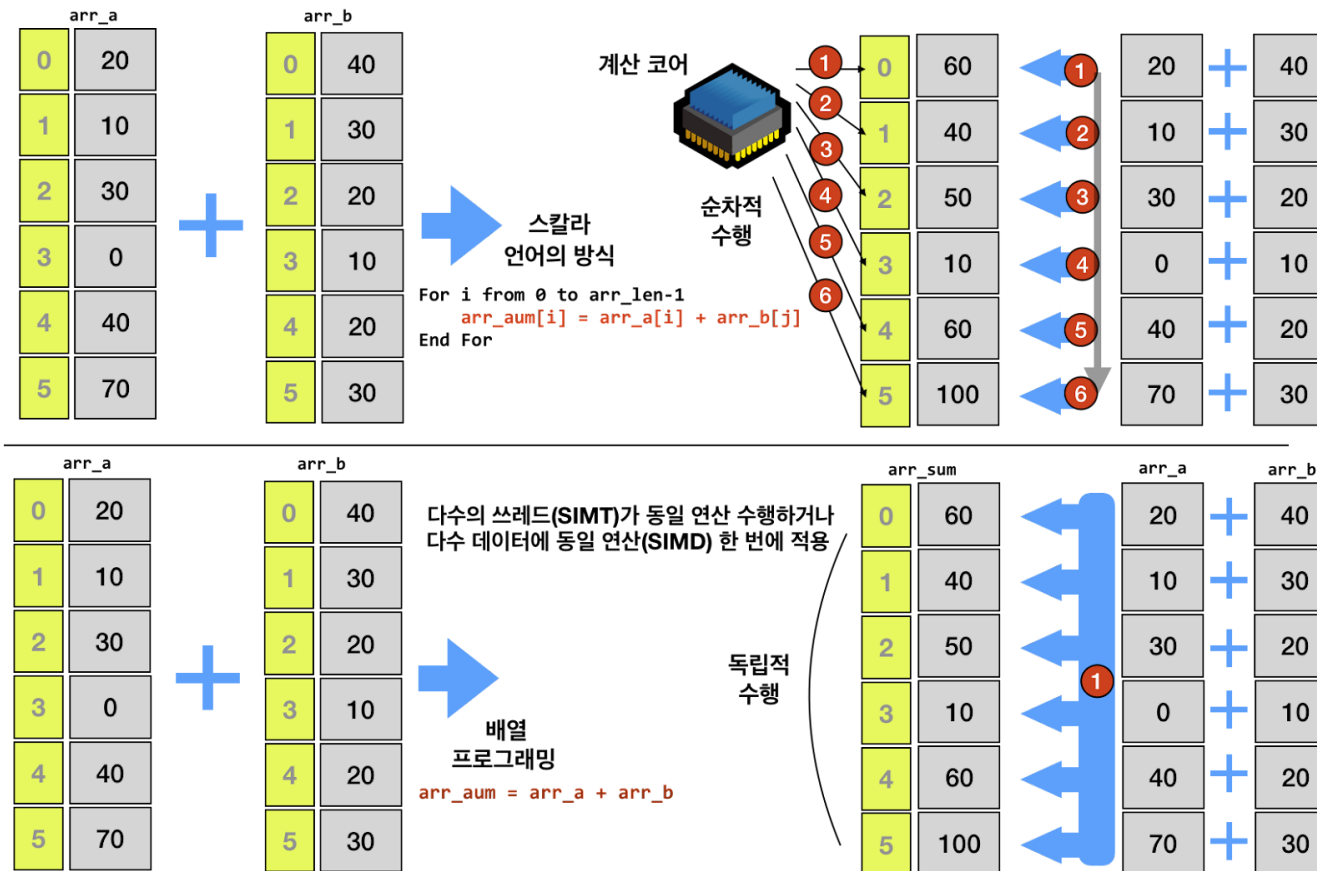 arr_a
arr_b
0 20
1 10
2 30
3 0
4 40
5 70
0 40
1 30
2 20
3 10
4 20
5 30
스칼라
언어의 방식
For i from 0 to arr_len-1
arr_aum[i] = arr_a[i] + arr_b[j]
End For
계산 코어
순차적
수행
1
2
3
4
5
6
0 60 1 20 + 40
1 40 2 10 + 30
2 50 3 30 + 20
3 10 4 0 + 10
4 60 5 40 + 20
5 100 6 70 + 30
arr_a
arr_b
0 20
1 10
2 30
3 0
4 40
5 70
0 40
1 30
2 20
3 10
4 20
5 30
다수의 쓰레드(SIMT)가 동일 연산 수행하거나
다수 데이터에 동일 연산(SIMD) 한 번에 적용
배열
프로그래밍
arr_aum = arr_a + arr_b
독립적
수행
arr_sum
arr_a
arr_b
0 60 20 + 40
1 40 10 + 30
2 50 30 + 20
1
3 10 0 + 10
4 60 40 + 20
5 100 70 + 30